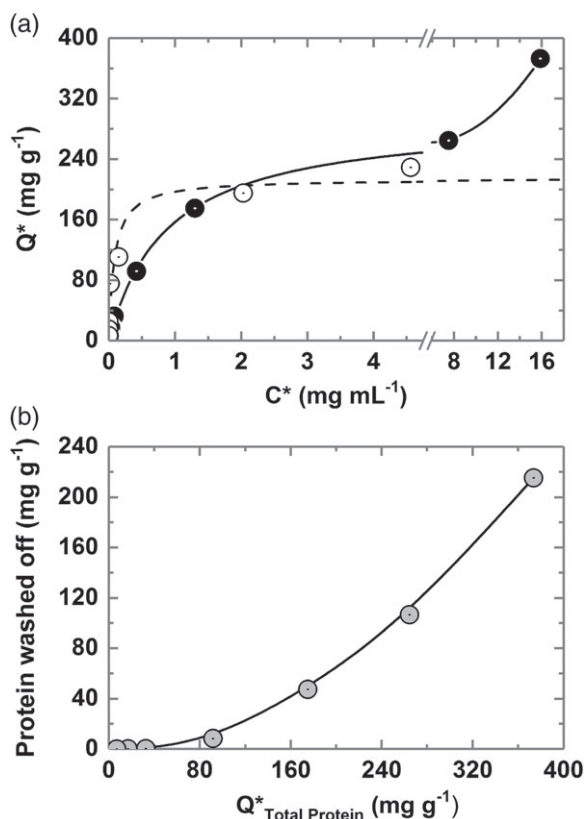 (a)
400
320
240
160
80
0
Q* (mg g⁻¹)
0 1 2 3 4 8 12 16
C* (mg mL⁻¹)
(b)
240
200
160
120
80
40
0
Protein washed off (mg g⁻¹)
0 80 160 240 320 400
Q*Total Protein (mg g⁻¹)